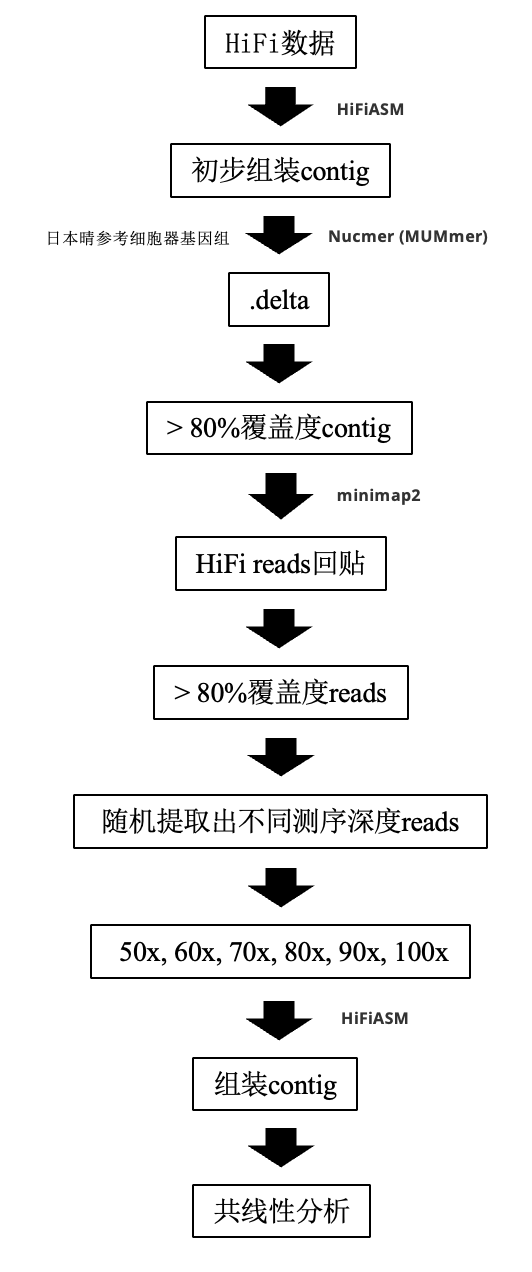 HiFi数据
HiFiASM
初步组装contig
日本晴参考细胞器基因组
Nucmer (MUMmer)
.delta
> 80%覆盖度contig
minimap2
HiFi reads回贴
> 80%覆盖度reads
随机提取出不同测序深度reads
50x, 60x, 70x, 80x, 90x, 100x
HiFiASM
组装contig
共线性分析